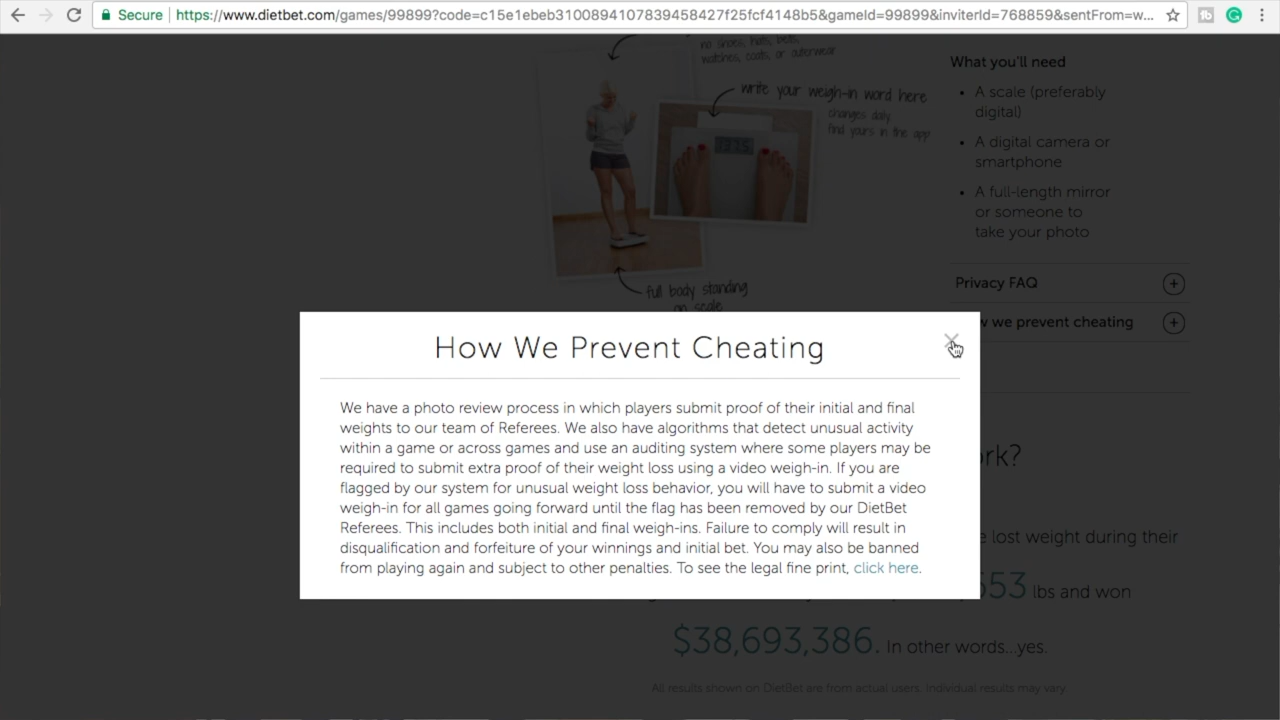 Secure
https://www.dietbet.com/games/99899?code=c15e1ebeb3100894107839458427f25fcf4148b5&gameId=99899&inviterId=768859&sentFrom=w...
no shoes, hats, belts,
watches, coats, or outerwear
write your weigh-in word here
changes daily
find yours in the app
full body standing
on scale
What you'll need
• A scale (preferably
digital)
• A digital camera or
smartphone
• A full-length mirror
or someone to
take your photo
Privacy FAQ
w we prevent cheating
How We Prevent Cheating
We have a photo review process in which players submit proof of their initial and final
weights to our team of Referees. We also have algorithms that detect unusual activity
within a game or across games and use an auditing system where some players may be
required to submit extra proof of their weight loss using a video weigh-in. If you are
flagged by our system for unusual weight loss behavior, you will have to submit a video
weigh-in for all games going forward until the flag has been removed by our DietBet
Referees. This includes both initial and final weigh-ins. Failure to comply will result in
disqualification and forfeiture of your winnings and initial bet. You may also be banned
from playing again and subject to other penalties. To see the legal fine print, click here.
rk?
e lost weight during their
553 lbs and won
$38,693,386. In other words...yes.
All results shown on DietBet are from actual users. Individual results may vary.